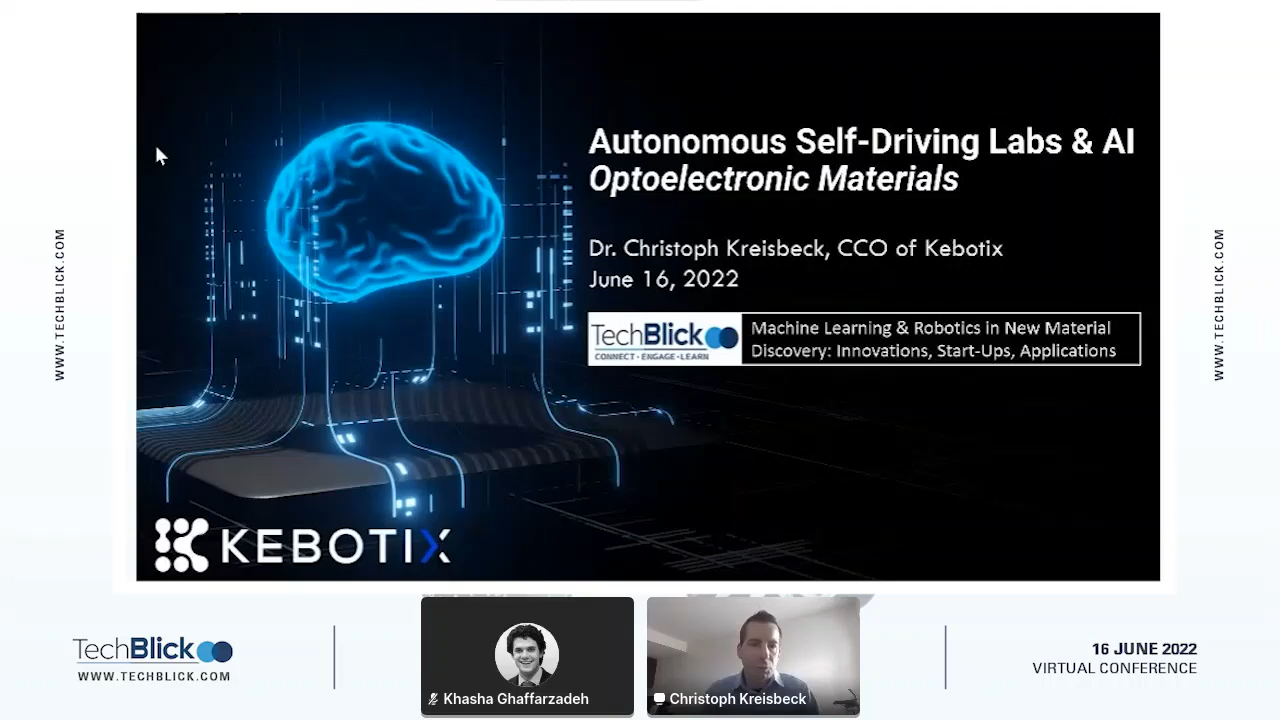 Autonomous Self-Driving Labs & AI
Optoelectronic Materials
Dr. Christoph Kreisbeck, CCO of Kebotix
June 16, 2022
TechBlick
CONNECT · ENGAGE · LEARN
Machine Learning & Robotics in New Material
Discovery: Innovations, Start-Ups, Applications
KEBOTIX
WWW.TECHBLICK.COM
WWW.TECHBLICK.COM
TechBlick
WWW.TECHBLICK.COM
Khasha Ghaffarzadeh
Christoph Kreisbeck
16 JUNE 2022
VIRTUAL CONFERENCE